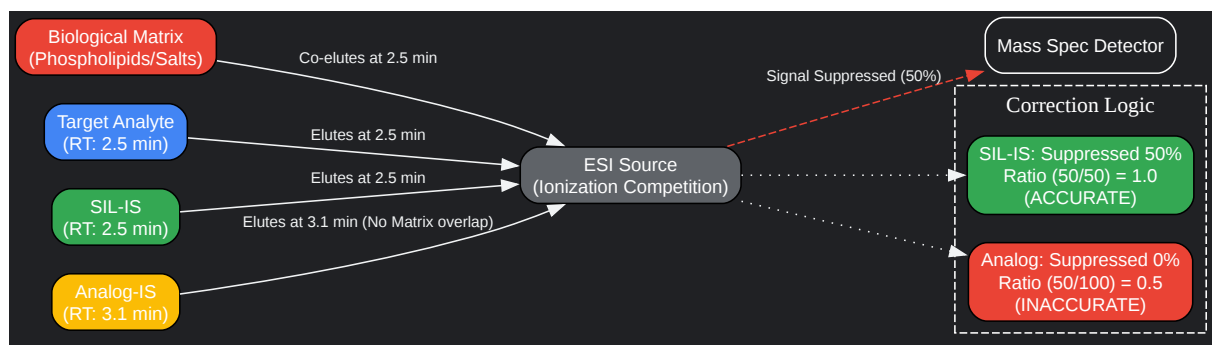 Biological Matrix
(Phospholipids/Salts)
Co-elutes at 2.5 min
Target Analyte
(RT: 2.5 min)
Elutes at 2.5 min
SIL-IS
(RT: 2.5 min)
Elutes at 2.5 min
Analog-IS
(RT: 3.1 min)
Elutes at 3.1 min (No Matrix overlap)
ESI Source
(Ionization Competition)
Signal Suppressed (50%)
Mass Spec Detector
Correction Logic
SIL-IS: Suppressed 50%
Ratio (50/50) = 1.0
(ACCURATE)
Analog: Suppressed 0%
Ratio (50/100) = 0.5
(INACCURATE)